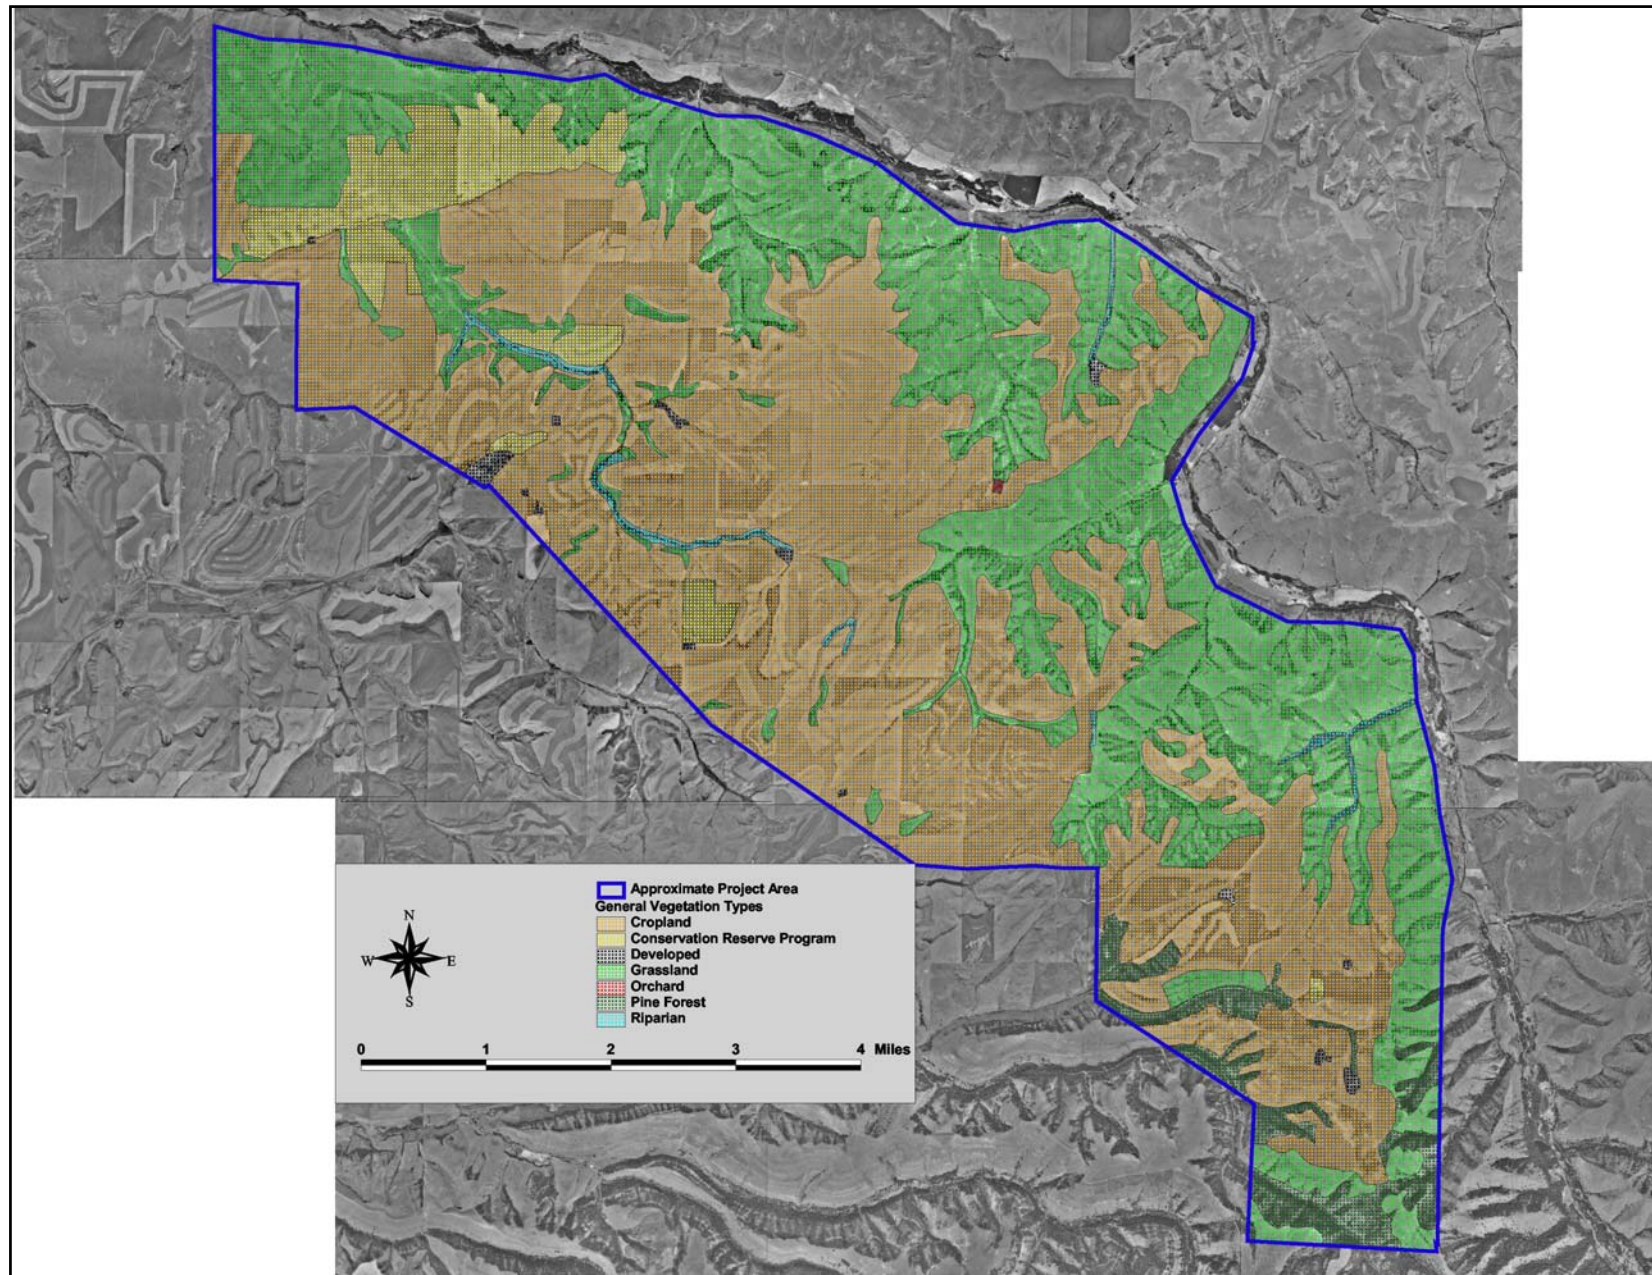 Approximate Project Area
General Vegetation Types
Cropland
Conservation Reserve Program
Developed
Grassland
Orchard
Pine Forest
Riparian
N
W E
S
0 1 2 3 4 Miles